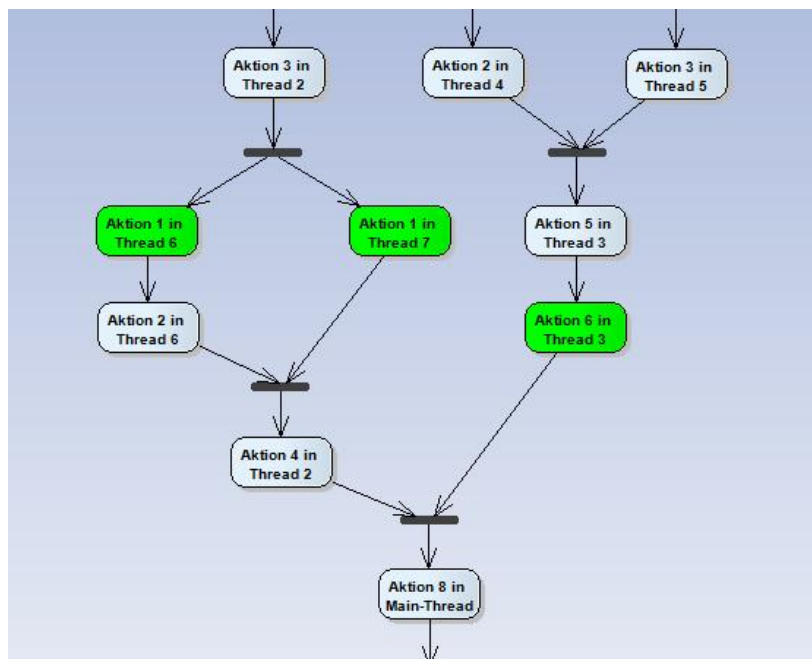 Aktion 3 in
Thread 2
Aktion 2 in
Thread 4
Aktion 3 in
Thread 5
Aktion 1 in
Thread 6
Aktion 1 in
Thread 7
Aktion 5 in
Thread 3
Aktion 2 in
Thread 6
Aktion 6 in
Thread 3
Aktion 4 in
Thread 2
Aktion 8 in
Main-Thread